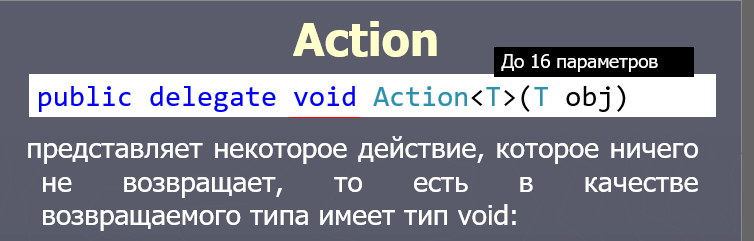 Action
До 16 параметров
public delegate void Action<T>(T obj)
представляет некоторое действие, которое ничего
не возвращает, то есть в качестве
возвращаемого типа имеет тип void: